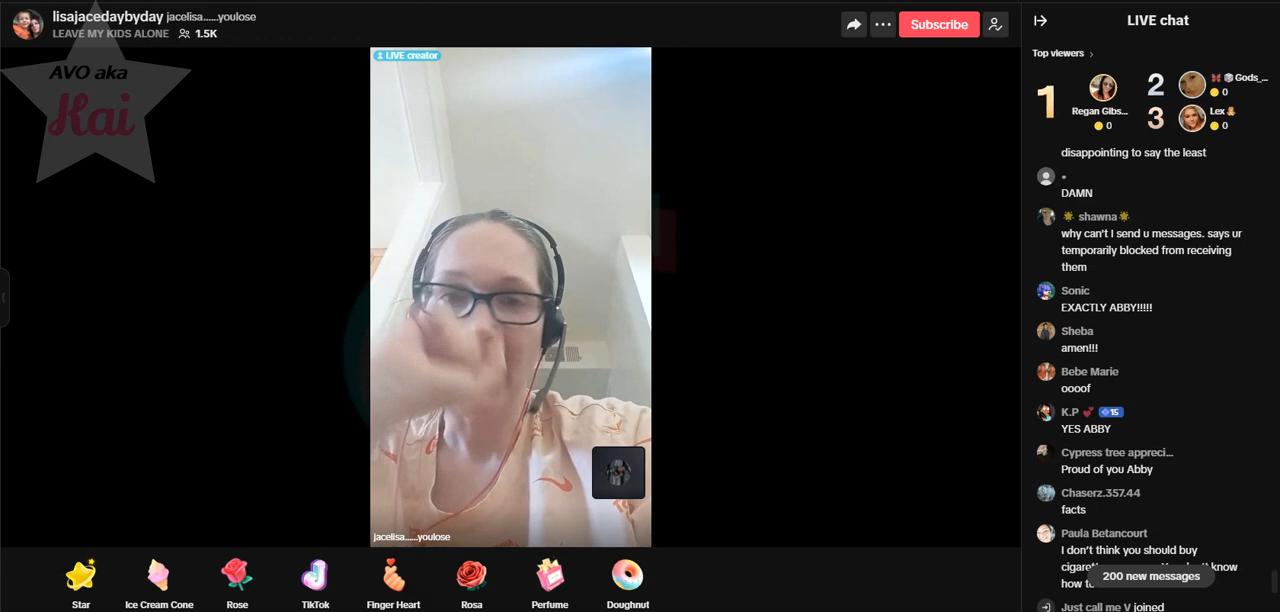 lisajacedaybyday jacelisa......youlose
LEAVE MY KIDS ALONE 1.5K
AVO aka
Kai
Subscribe
LIVE creator
jacelisa......youlose
Star
Ice Cream Cone
Rose
TikTok
Finger Heart
Rosa
Perfume
Doughnut
LIVE chat
Top viewers >
1
Regan Gibs...
0
2
Gods_...
0
3
Lex
0
disappointing to say the least
DAMN
shawna
why can't I send u messages. says ur
temporarily blocked from receiving
them
Sonic
EXACTLY ABBY!!!!!
Sheba
amen!!!
Bebe Marie
oooof
K.P 15
YES ABBY
Cypress tree appreci...
Proud of you Abby
Chaserz.357.44
facts
Paula Betancourt
I don't think you should buy
know
how
200 new messages
Just call me V joined